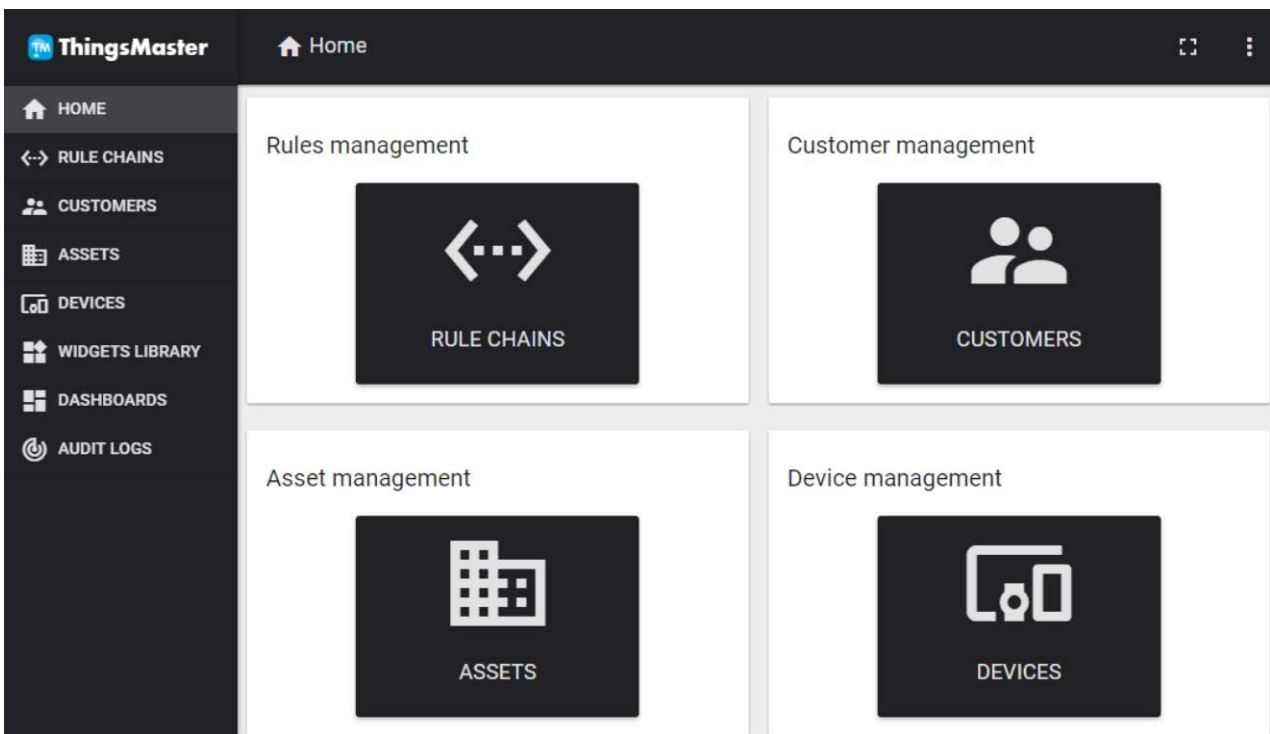 TM ThingsMaster
Home
HOME
RULE CHAINS
CUSTOMERS
ASSETS
DEVICES
WIDGETS LIBRARY
DASHBOARDS
AUDIT LOGS
Rules management
RULE CHAINS
Customer management
CUSTOMERS
Asset management
ASSETS
Device management
DEVICES